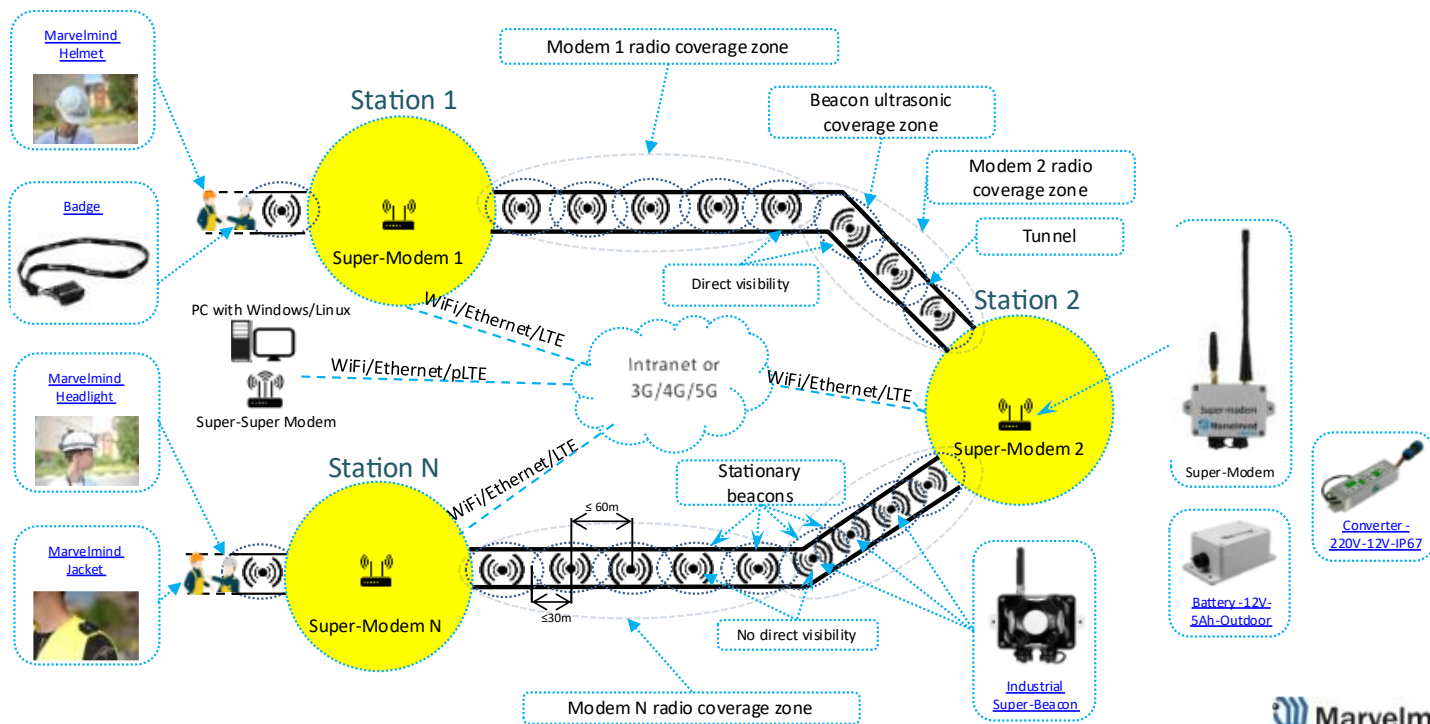 Marvelmind
Helmet
Badge
Marvelmind
Headlight
Marvelmind
Jacket
Modem 1 radio coverage zone
Station 1
Super-Modem 1
Beacon ultrasonic
coverage zone
Modem 2 radio
coverage zone
Tunnel
Direct visibility
Station 2
Super-Modem 2
PC with Windows/Linux
Super-Super Modem
WiFi/Ethernet/LTE
WiFi/Ethernet/pLTE
WiFi/Ethernet/LTE
WiFi/Ethernet/LTE
Intranet or
3G/4G/5G
Station N
Super-Modem N
≤ 60m
≤30m
Stationary
beacons
No direct visibility
Modem N radio coverage zone
Industrial
Super-Beacon
Super-modem
Marvelmind
Super-Modem
Converter -
220V-12V-IP67
Battery -12V-
5Ah-Outdoor
Marvelm